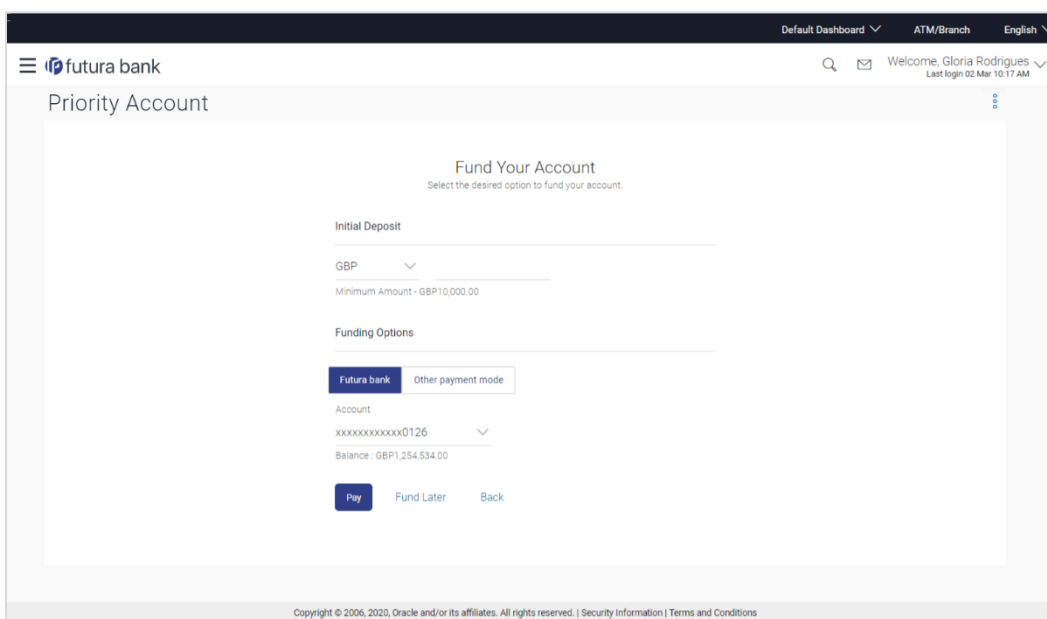 Default Dashboard ATM/Branch English
futura bank Welcome, Gloria Rodrigues
Last login 02 Mar 10:17 AM
Priority Account
Fund Your Account
Select the desired option to fund your account.
Initial Deposit
GBP
Minimum Amount - GBP10,000.00
Funding Options
Futura bank Other payment mode
Account
xxxxxxxxxxxx0126
Balance : GBP1,254,534.00
Pay Fund Later Back
Copyright © 2006, 2020, Oracle and/or its affiliates. All rights reserved. | Security Information | Terms and Conditions